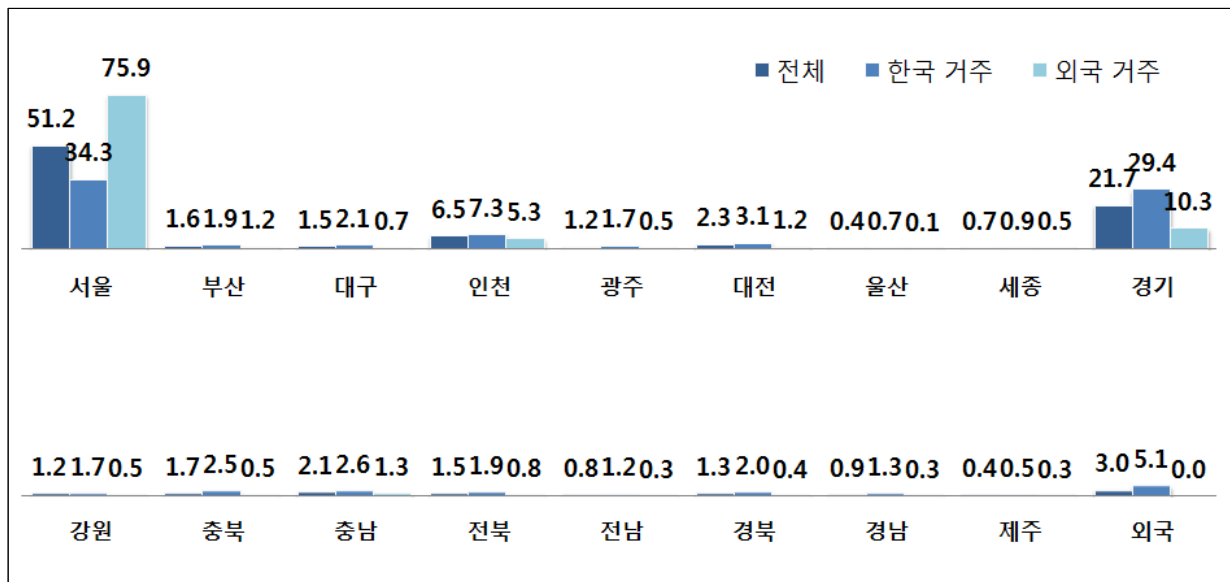 전체 한국 거주 외국 거주
51.2 34.3 75.9 1.6 1.9 1.2 1.5 2.1 0.7 6.5 7.3 5.3 1.2 1.7 0.5 2.3 3.1 1.2 0.4 0.7 0.1 0.7 0.9 0.5 21.7 29.4 10.3
서울 부산 대구 인천 광주 대전 울산 세종 경기
1.2 1.7 0.5 1.7 2.5 0.5 2.1 2.6 1.3 1.5 1.9 0.8 0.8 1.2 0.3 1.3 2.0 0.4 0.9 1.3 0.3 0.4 0.5 0.3 3.0 5.1 0.0
강원 충북 충남 전북 전남 경북 경남 제주 외국